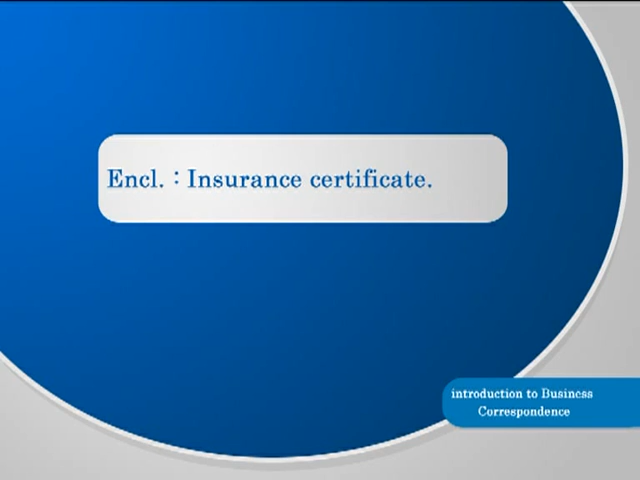 Encl. : Insurance certificate.
introduction to Business
Correspondence